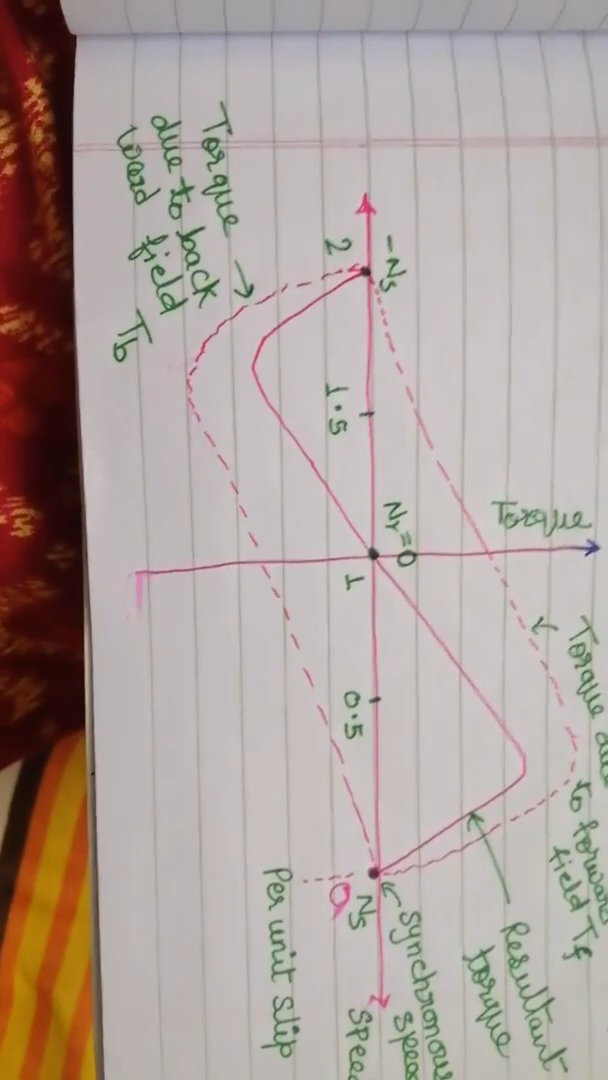 Torque
Torque due
to forward
field Tf
Resultant
torque
-Ns
Nr=0
Synchronous
Ns
2
1.5
1
0.5
0
Per unit slip
Torque
due to back
ward field
Tb